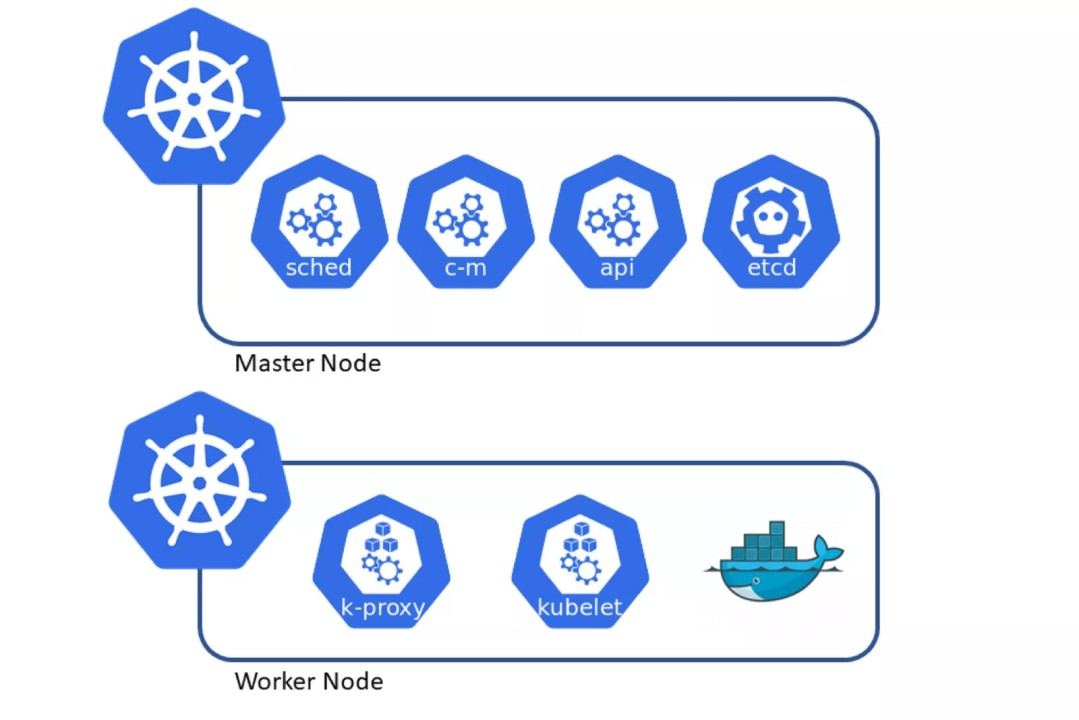 sched
c-m
api
etcd
Master Node
k-proxy
kubelet
Worker Node